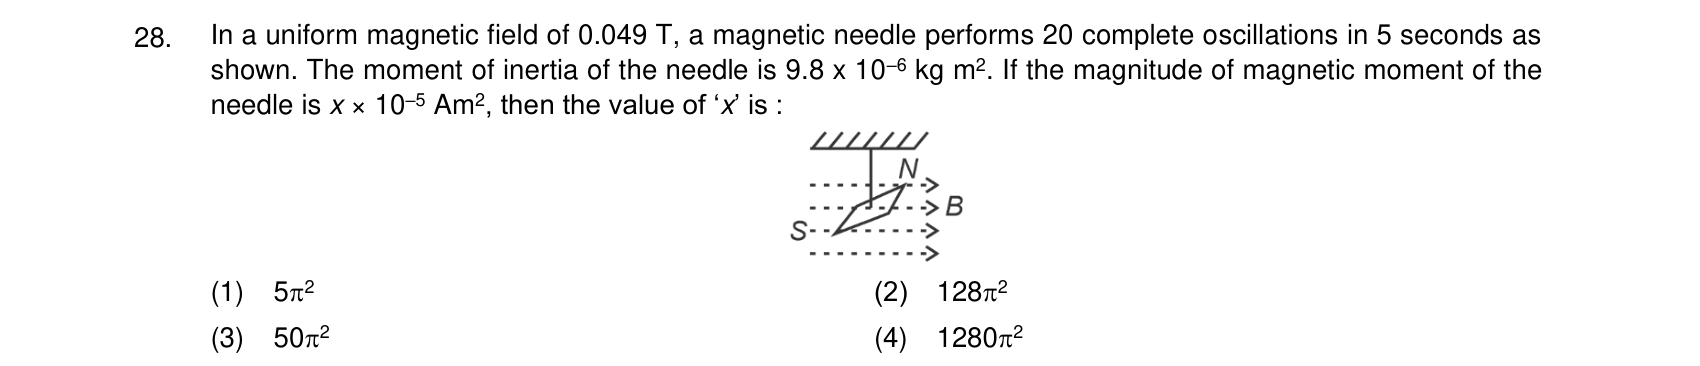 28. In a uniform magnetic field of 0.049 T, a magnetic needle performs 20 complete oscillations in 5 seconds as
shown. The moment of inertia of the needle is 9.8 x 10⁻⁶ kg m². If the magnitude of magnetic moment of the
needle is x × 10⁻⁵ Am², then the value of ‘x’ is :
N
B
S
(1) 5π² (2) 128π²
(3) 50π² (4) 1280π²